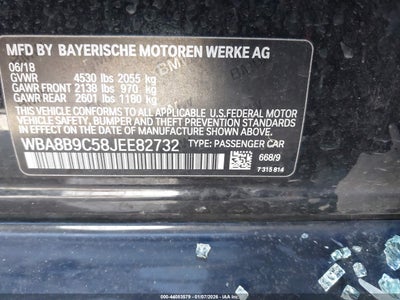 MFD BY BAYERISCHE MOTOREN WERKE AG
06/18
GVWR 4530 lbs 2055 kg
GAWR FRONT 2138 lbs 970 kg
GAWR REAR 2601 lbs 1180 kg
THIS VEHICLE CONFORMS TO ALL APPLICABLE U.S.FEDERAL MOTOR
VEHICLE SAFETY, BUMPER, AND THEFT PREVENTION STANDARDS
IN EFFECT ON THE DATE OF MANUFACTURE SHOWN ABOVE.
WBA8B9C58JEE82732 TYPE: PASSENGER CAR
668/9
7 315 814
©00-44053579 - 01/07/2026 - IAA Inc.